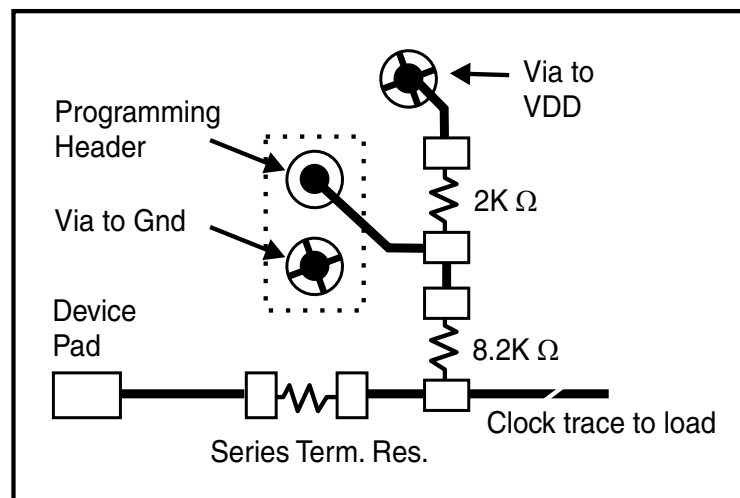 Via to
VDD
Programming
Header
2K Ω
Via to Gnd
Device
Pad
8.2K Ω
Clock trace to load
Series Term. Res.